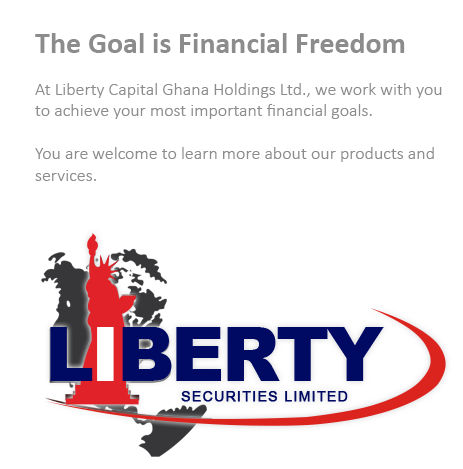 The Goal is Financial Freedom
At Liberty Capital Ghana Holdings Ltd., we work with you
to achieve your most important financial goals.
You are welcome to learn more about our products and
services.
LIBERTY
SECURITIES LIMITED